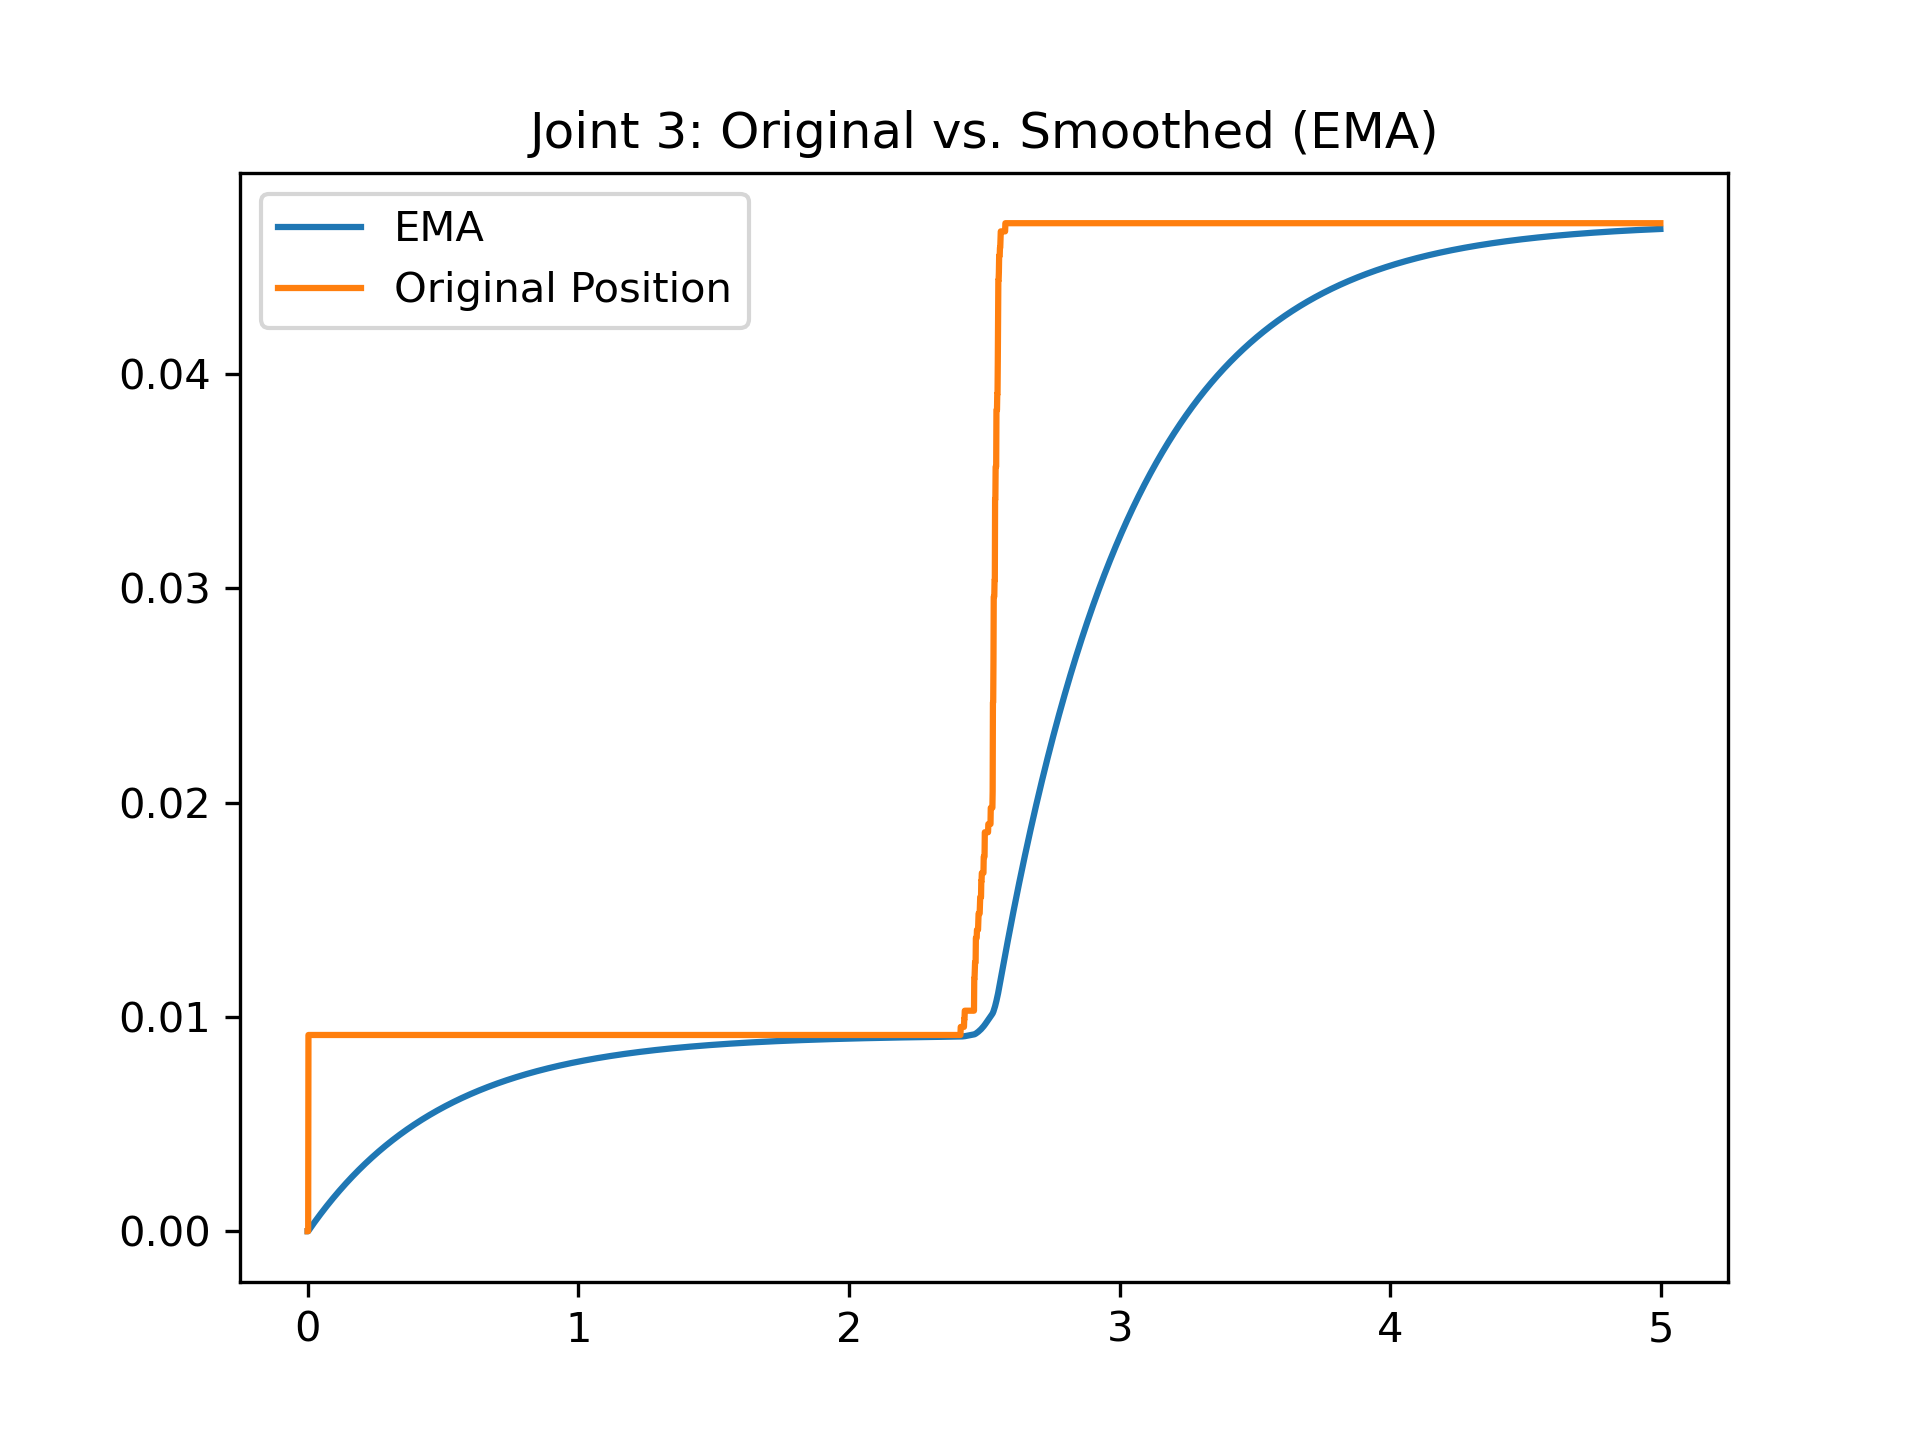 Joint 3: Original vs. Smoothed (EMA)
EMA
Original Position
0.04
0.03
0.02
0.01
0.00
0 1 2 3 4 5